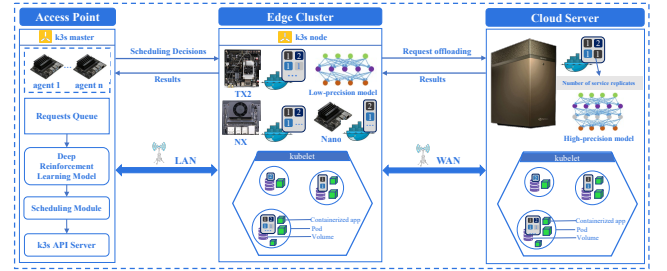 Access Point
k3s master
agent 1
agent n
Requests Queue
Deep
Reinforcement
Learning Model
Scheduling Module
k3s API Server
Scheduling Decisions
Results
LAN
Edge Cluster
k3s node
TX2
Low-precision model
NX
Nano
kubelet
Containerized app
Pod
Volume
Request offloading
Results
WAN
Cloud Server
Number of service replicates
High-precision model
kubelet
Containerized app
Pod
Volume